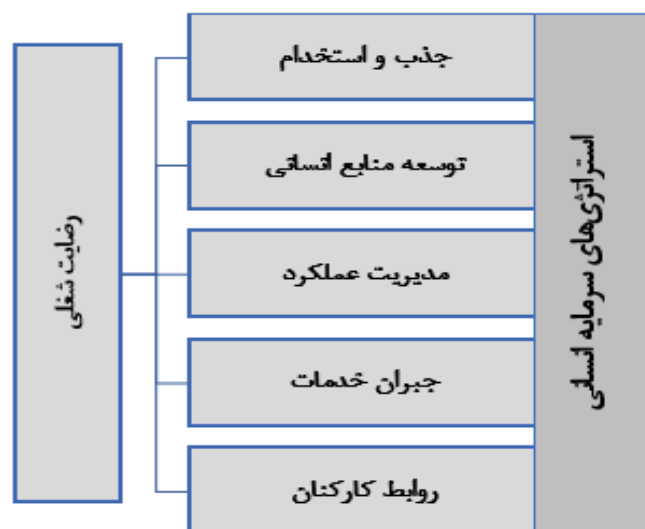 استراتژی‌های سرمایه انسانی
جذب و استخدام
توسعه منابع انسانی
مدیریت عملکرد
جبران خدمات
روابط کارکنان
رضایت شغلی